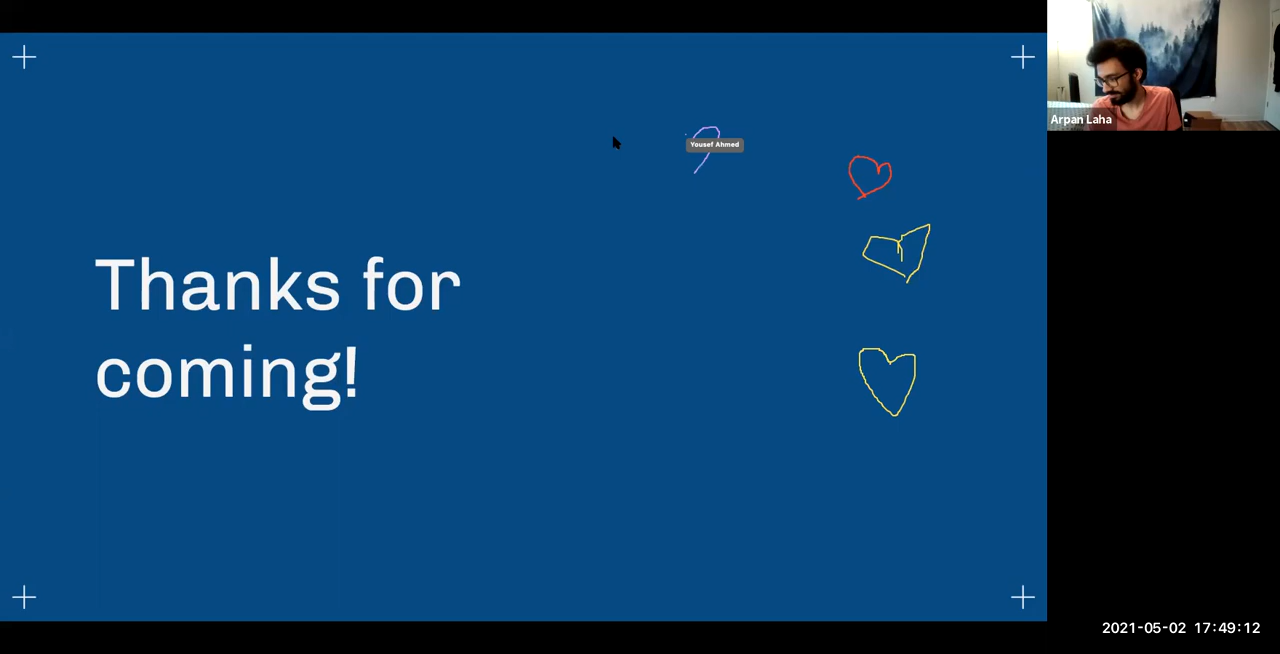 Yousef Ahmed
Arpan Laha
Thanks for
coming!
2021-05-02 17:49:12